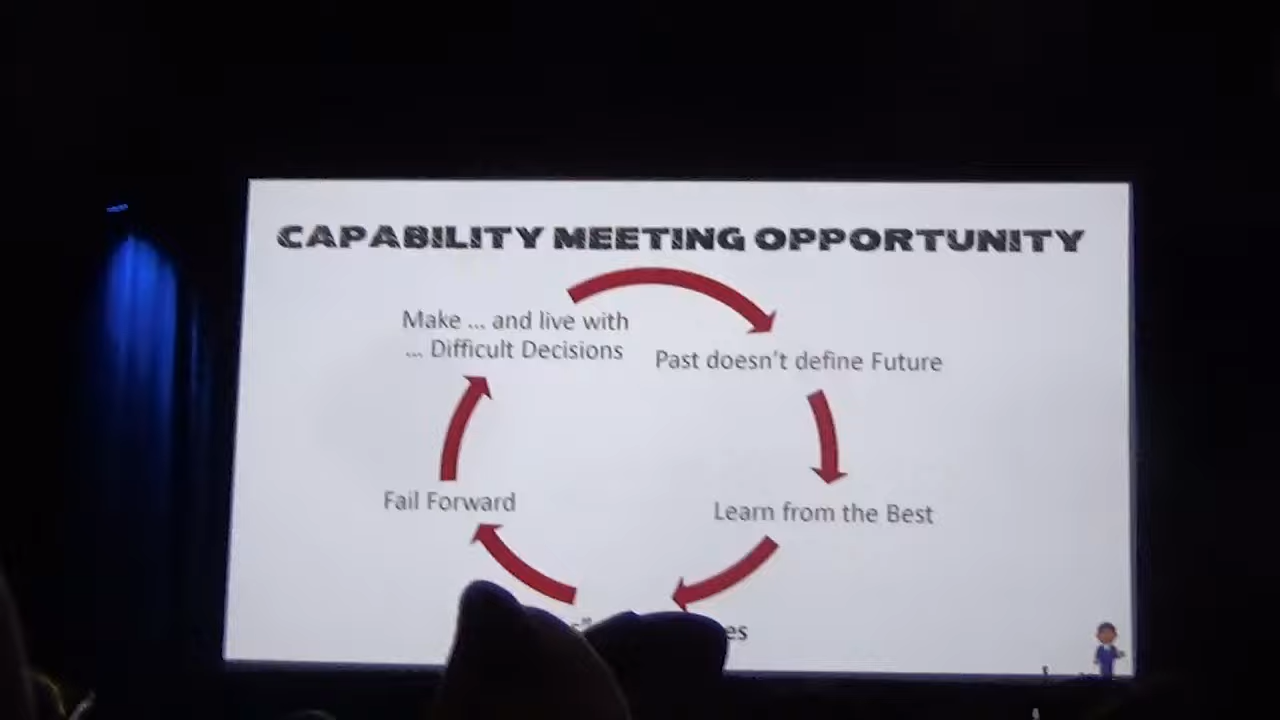 CAPABILITY MEETING OPPORTUNITY
Make ... and live with
... Difficult Decisions
Past doesn't define Future
Learn from the Best
Fail Forward